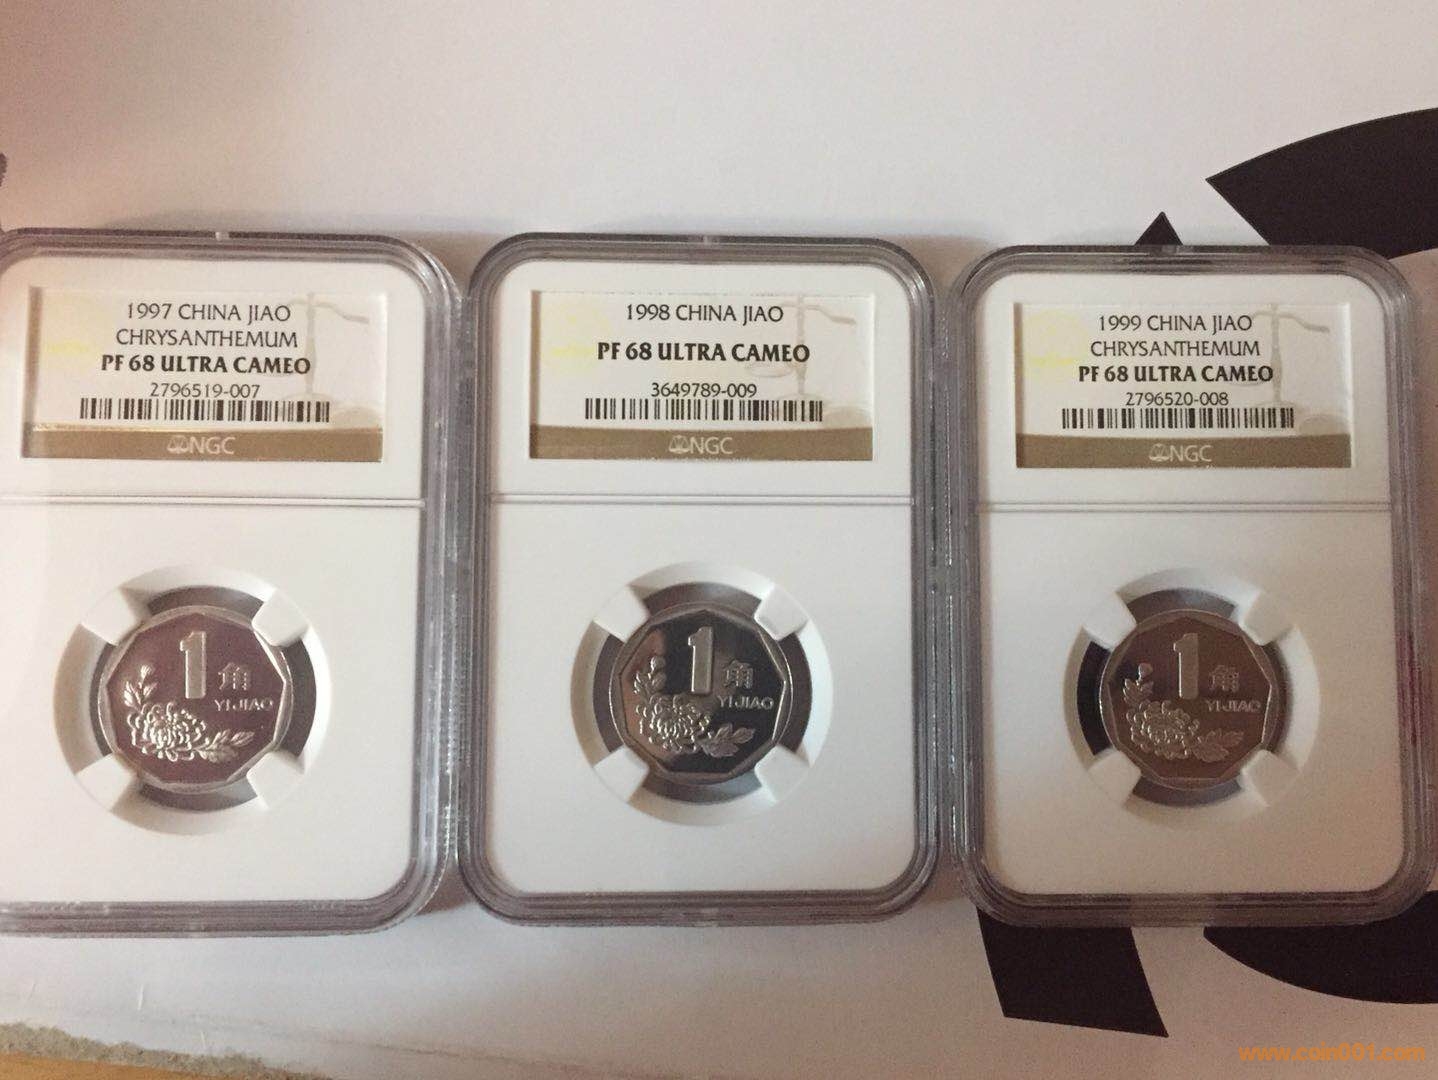 1997 CHINA JIAO
CHRYSANTHEMUM
PF 68 ULTRA CAMEO
2796519-007
NGC
1
角
YI JIAO
1998 CHINA JIAO
PF 68 ULTRA CAMEO
3649789-009
NGC
1
角
YI JIAO
1999 CHINA JIAO
CHRYSANTHEMUM
PF 68 ULTRA CAMEO
2796520-008
NGC
1
角
YI JIAO
www.coin001.com